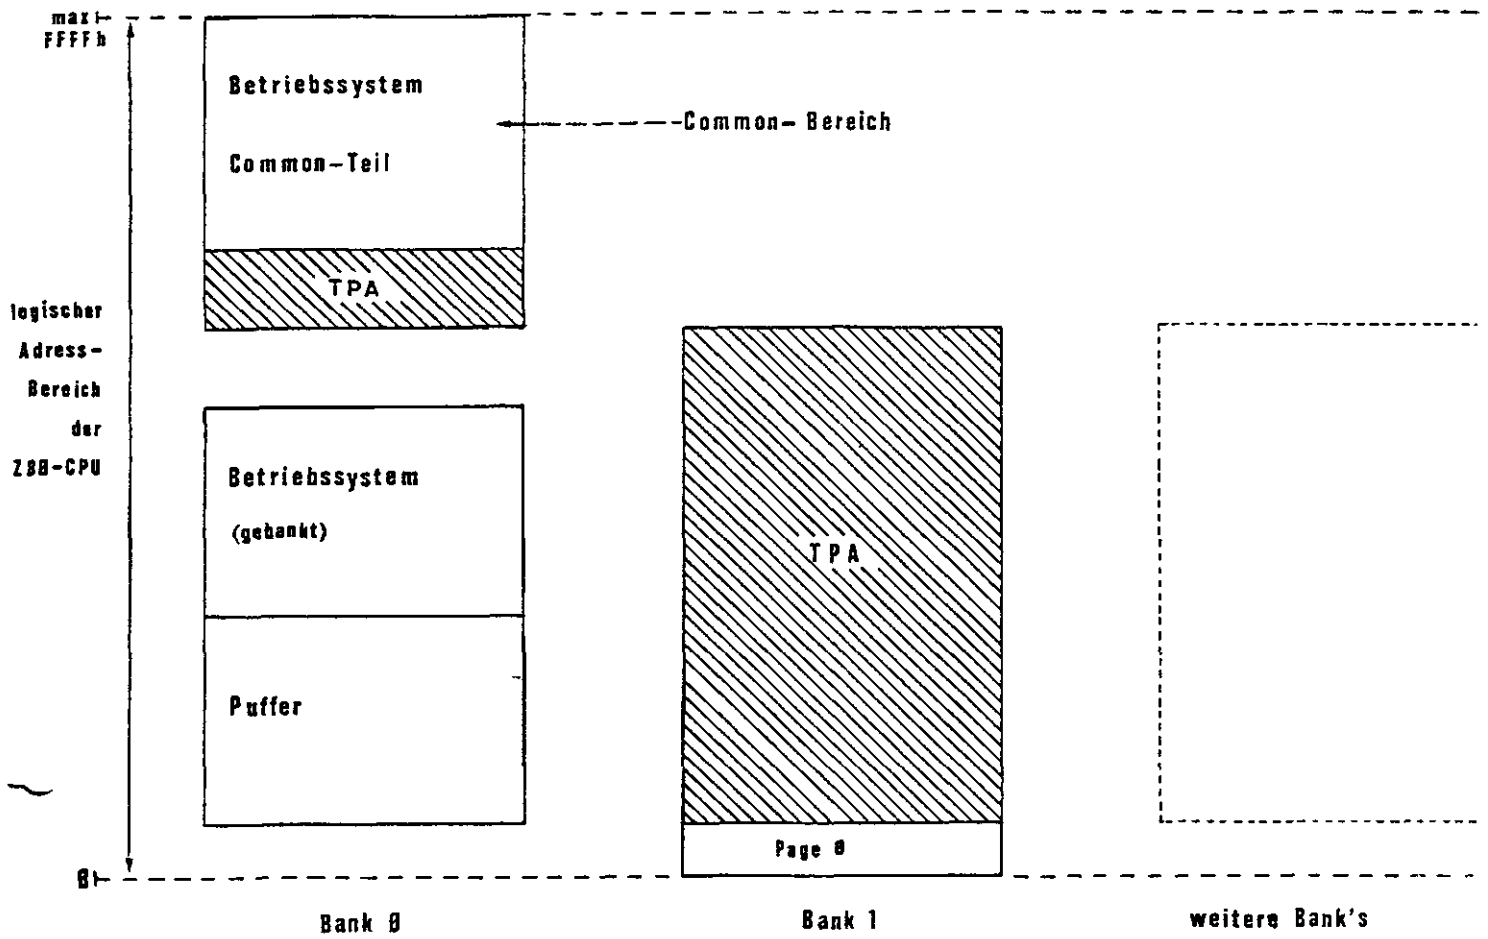 max
FFFFh
Betriebssystem
Common-Teil
Common-Bereich
TPA
logischer
Adress-
Bereich
der
Z80-CPU
Betriebssystem
(gebankt)
TPA
Puffer
Page 0
0
Bank 0
Bank 1
weitere Bank's